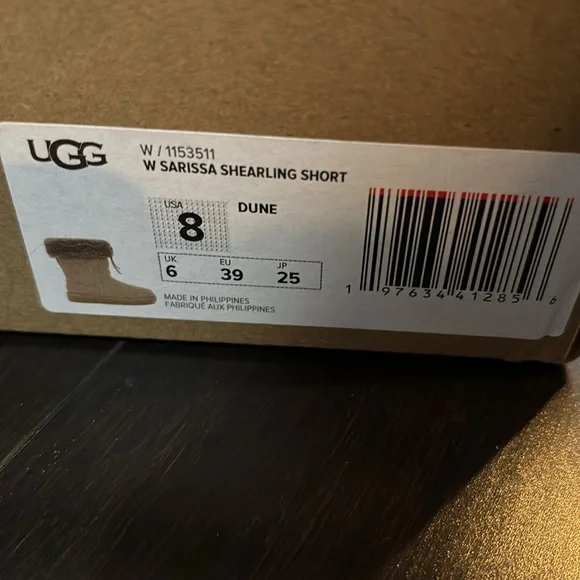 UGG
W / 1153511
W SARISSA SHEARLING SHORT
USA
8
DUNE
UK
6
EU
39
JP
25
MADE IN PHILIPPINES
FABRIQUÉ AUX PHILIPPINES
1 97634 41285 6